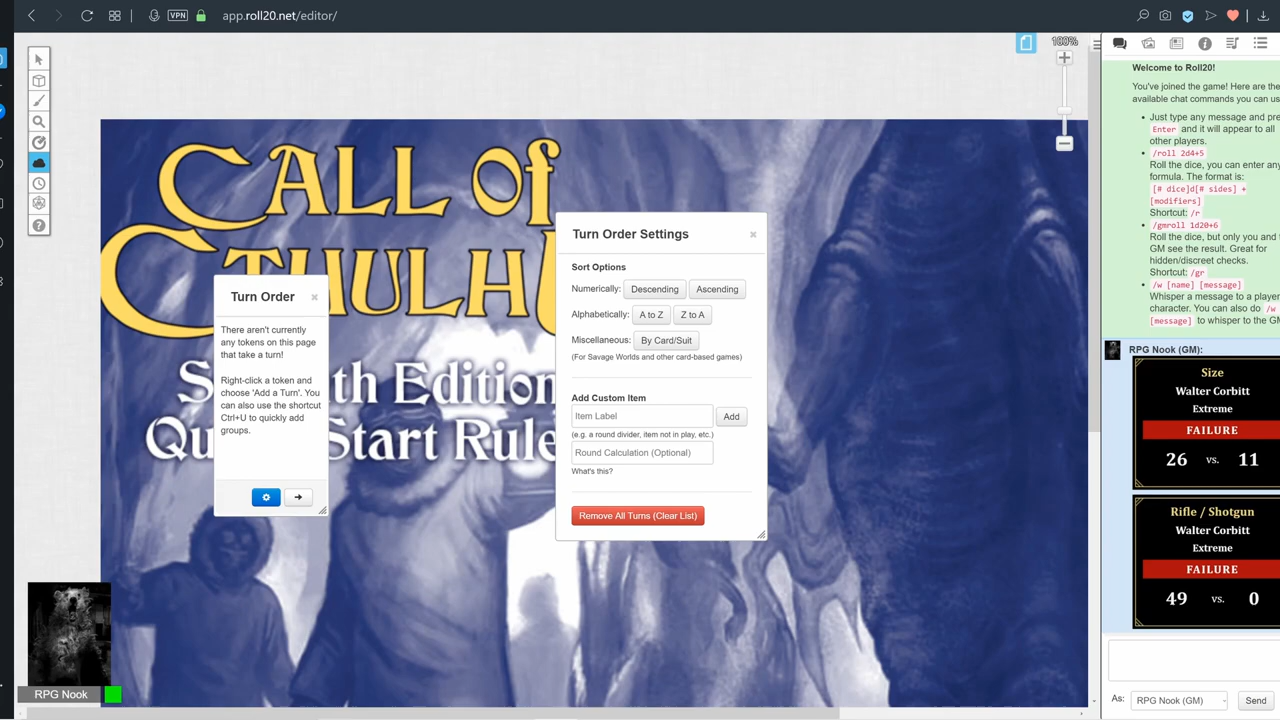 VPN
app.roll20.net/editor/
100%
CALL of
CTHULHU
Seventh Edition
Quick-Start Rules
Turn Order
×
There aren't currently
any tokens on this page
that take a turn!
Right-click a token and
choose 'Add a Turn'. You
can also use the shortcut
Ctrl+U to quickly add
groups.
Turn Order Settings
×
Sort Options
Numerically: Descending Ascending
Alphabetically: A to Z Z to A
Miscellaneous: By Card/Suit
(For Savage Worlds and other card-based games)
Add Custom Item
Item Label Add
(e.g. a round divider, item not in play, etc.)
Round Calculation (Optional)
What's this?
Remove All Turns (Clear List)
RPG Nook
Welcome to Roll20!
You've joined the game! Here are the
available chat commands you can us
• Just type any message and pre
Enter and it will appear to all
other players.
• /roll 2d4+5
Roll the dice, you can enter any
formula. The format is:
[# dice]d[# sides] +
[modifiers]
Shortcut: /r
• /gmroll 1d20+6
Roll the dice, but only you and t
GM see the result. Great for
hidden/discreet checks.
Shortcut: /gr
• /w [name] [message]
Whisper a message to a player
character. You can also do /w
[message] to whisper to the GM
RPG Nook (GM):
Size
Walter Corbitt
Extreme
FAILURE
26 vs. 11
Rifle / Shotgun
Walter Corbitt
Extreme
FAILURE
49 vs. 0
As: RPG Nook (GM) Send